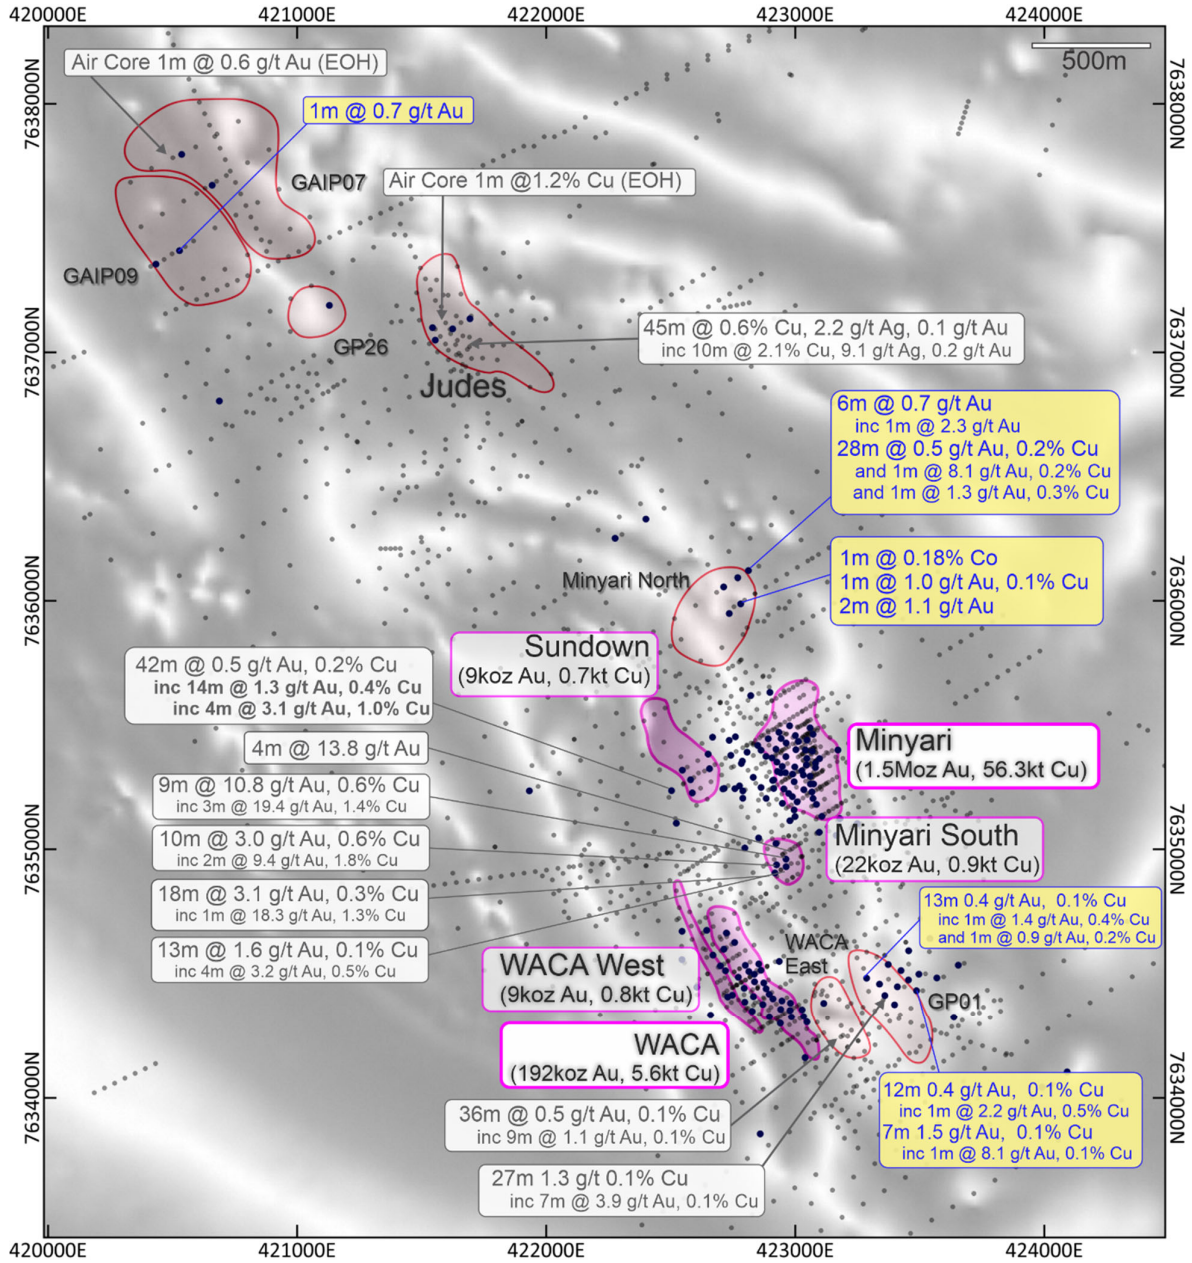 420000E
421000E
422000E
423000E
424000E
500m
7638000N
7638000N
Air Core 1m @ 0.6 g/t Au (EOH)
1m @ 0.7 g/t Au
GAIP07
Air Core 1m @1.2% Cu (EOH)
GAIP09
GP26
Judes
45m @ 0.6% Cu, 2.2 g/t Ag, 0.1 g/t Au
inc 10m @ 2.1% Cu, 9.1 g/t Ag, 0.2 g/t Au
7637000N
7637000N
6m @ 0.7 g/t Au
inc 1m @ 2.3 g/t Au
28m @ 0.5 g/t Au, 0.2% Cu
and 1m @ 8.1 g/t Au, 0.2% Cu
and 1m @ 1.3 g/t Au, 0.3% Cu
1m @ 0.18% Co
1m @ 1.0 g/t Au, 0.1% Cu
2m @ 1.1 g/t Au
Minyari North
7636000N
7636000N
Sundown
(9koz Au, 0.7kt Cu)
42m @ 0.5 g/t Au, 0.2% Cu
inc 14m @ 1.3 g/t Au, 0.4% Cu
inc 4m @ 3.1 g/t Au, 1.0% Cu
4m @ 13.8 g/t Au
9m @ 10.8 g/t Au, 0.6% Cu
inc 3m @ 19.4 g/t Au, 1.4% Cu
10m @ 3.0 g/t Au, 0.6% Cu
inc 2m @ 9.4 g/t Au, 1.8% Cu
18m @ 3.1 g/t Au, 0.3% Cu
inc 1m @ 18.3 g/t Au, 1.3% Cu
13m @ 1.6 g/t Au, 0.1% Cu
inc 4m @ 3.2 g/t Au, 0.5% Cu
Minyari
(1.5Moz Au, 56.3kt Cu)
Minyari South
(22koz Au, 0.9kt Cu)
7635000N
7635000N
13m 0.4 g/t Au, 0.1% Cu
inc 1m @ 1.4 g/t Au, 0.4% Cu
and 1m @ 0.9 g/t Au, 0.2% Cu
WACA
East
GP01
WACA West
(9koz Au, 0.8kt Cu)
WACA
(192koz Au, 5.6kt Cu)
36m @ 0.5 g/t Au, 0.1% Cu
inc 9m @ 1.1 g/t Au, 0.1% Cu
27m 1.3 g/t 0.1% Cu
inc 7m @ 3.9 g/t Au, 0.1% Cu
12m 0.4 g/t Au, 0.1% Cu
inc 1m @ 2.2 g/t Au, 0.5% Cu
7m 1.5 g/t Au, 0.1% Cu
inc 1m @ 8.1 g/t Au, 0.1% Cu
7634000N
7634000N
420000E
421000E
422000E
423000E
424000E